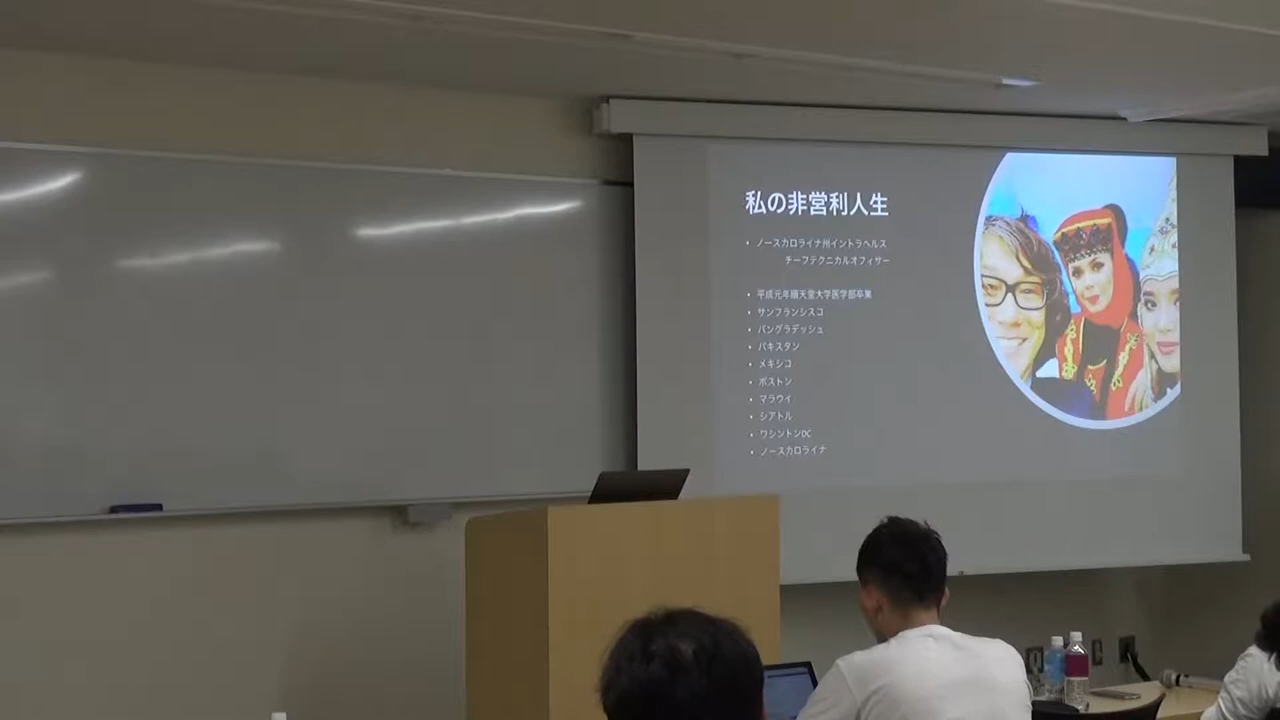 私の非営利人生
• ノースカロライナ州イントラヘルス
チーフテクニカルオフィサー
• 平成元年順天堂大学医学部卒業
• サンフランシスコ
• バングラデッシュ
• パキスタン
• メキシコ
• ボストン
• マラウイ
• シアトル
• ワシントンDC
• ノースカロライナ